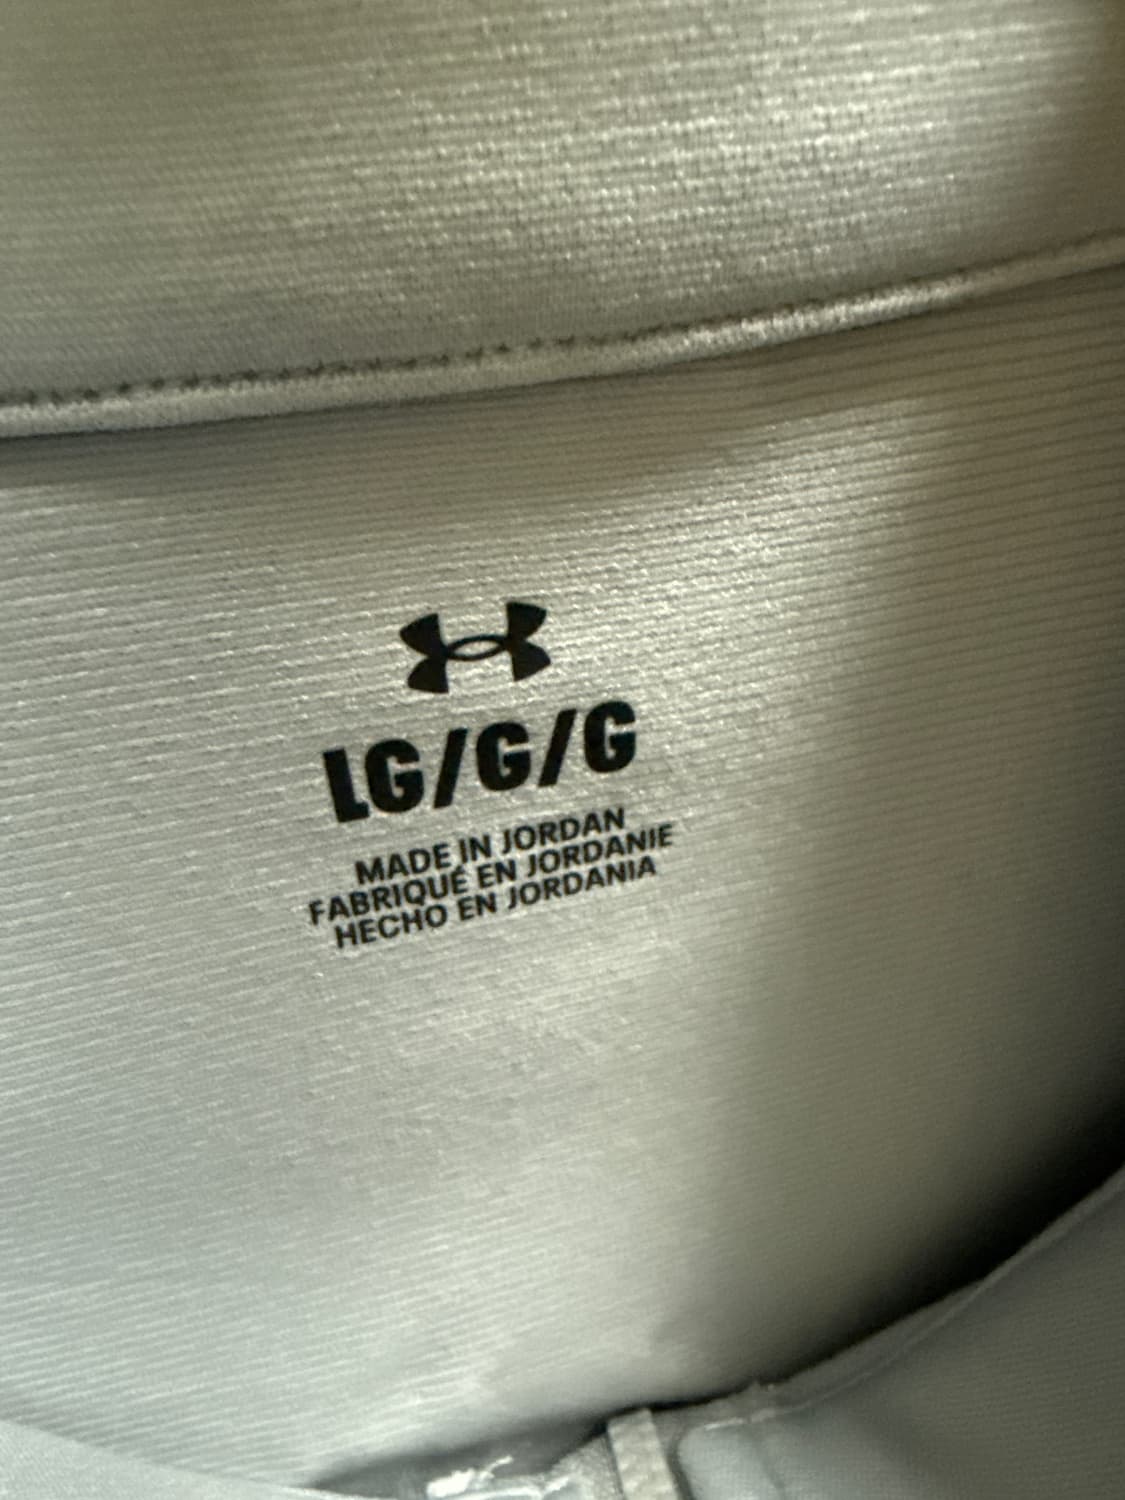 LG/G/G
MADE IN JORDAN
FABRIQUÉ EN JORDANIE
HECHO EN JORDANIA